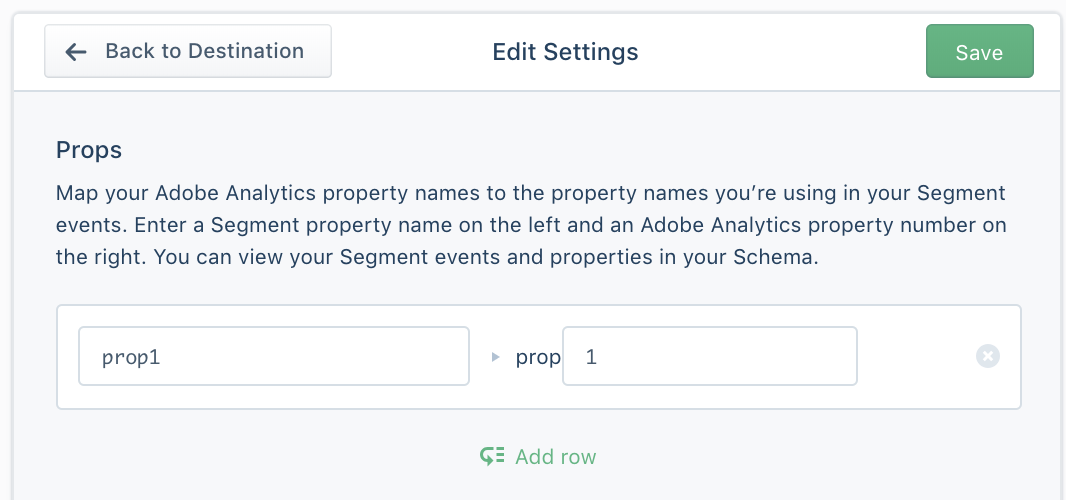 Back to Destination
Edit Settings
Save
Props
Map your Adobe Analytics property names to the property names you’re using in your Segment
events. Enter a Segment property name on the left and an Adobe Analytics property number on
the right. You can view your Segment events and properties in your Schema.
prop1
prop 1
Add row